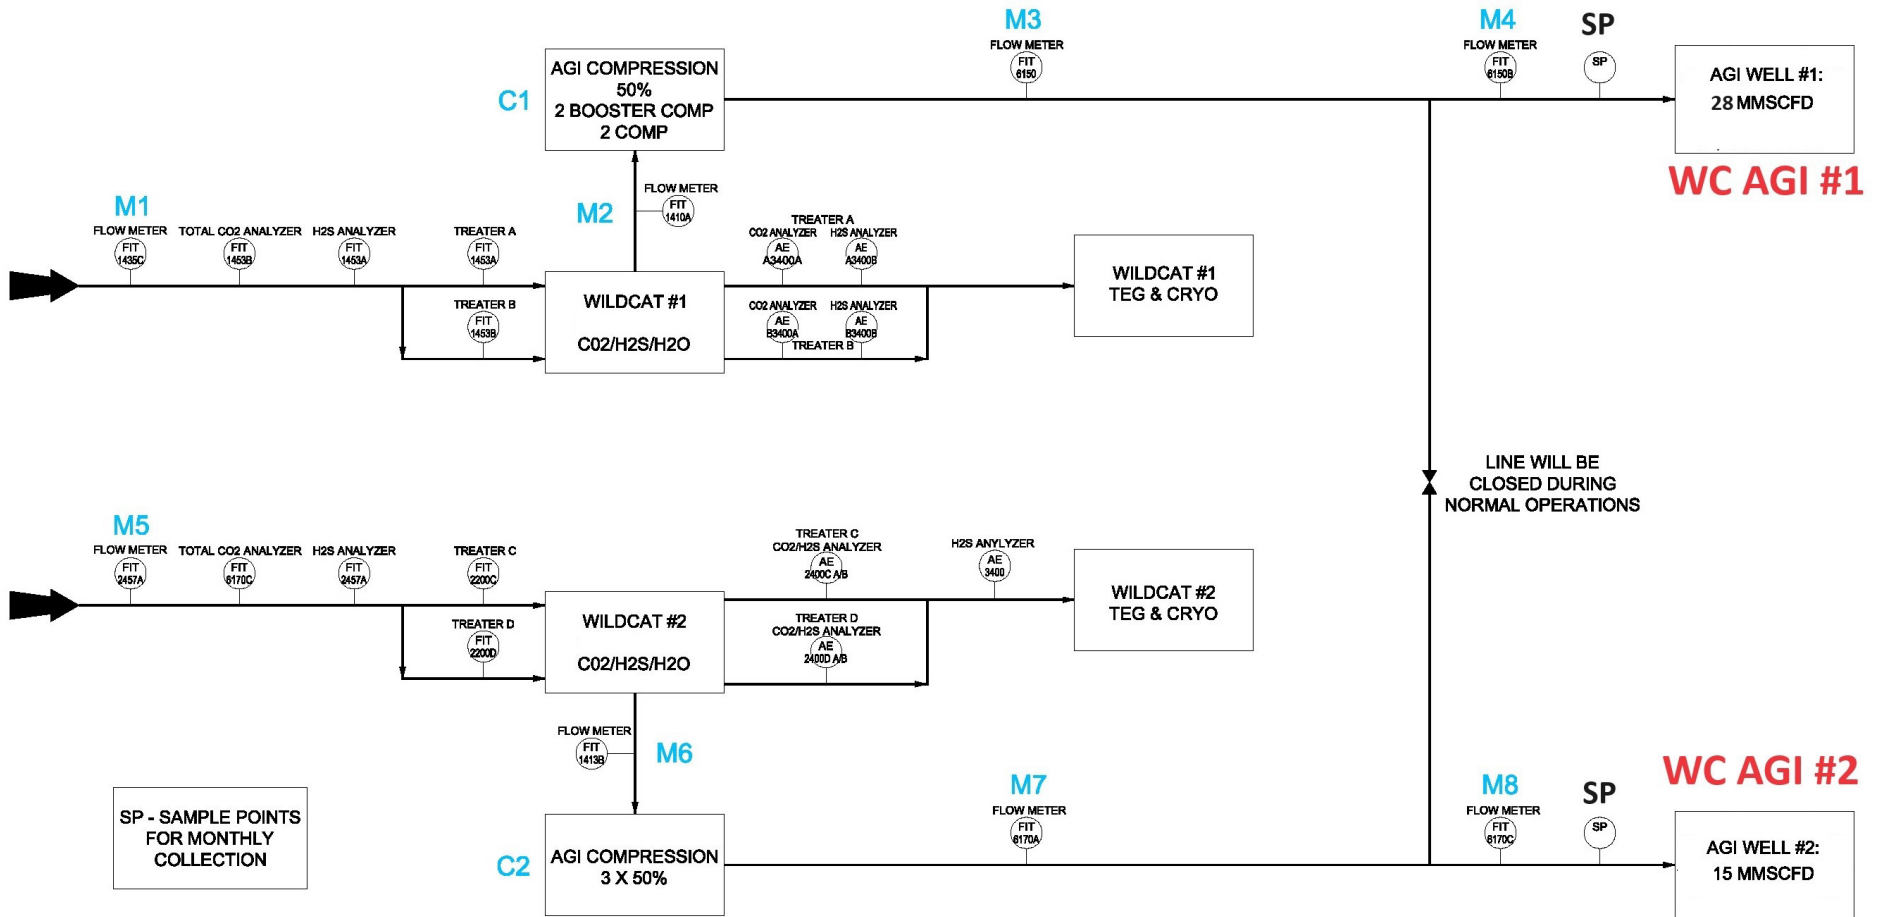 M3
FLOW METER
FIT
6150
M4
FLOW METER
FIT
6150B
SP
SP
C1
AGI COMPRESSION
50%
2 BOOSTER COMP
2 COMP
AGI WELL #1:
28 MMSCFD
WC AGI #1
M1
FLOW METER
FIT
1435C
TOTAL CO2 ANALYZER
FIT
1453B
H2S ANALYZER
FIT
1453A
TREATER A
FIT
1453A
TREATER B
FIT
1453B
M2
FLOW METER
FIT
1410A
WILDCAT #1
C02/H2S/H2O
TREATER A
CO2 ANALYZER
AE
A3400A
H2S ANALYZER
AE
A3400B
CO2 ANALYZER
AE
B3400A
H2S ANALYZER
AE
B3400B
TREATER B
WILDCAT #1
TEG & CRYO
LINE WILL BE
CLOSED DURING
NORMAL OPERATIONS
M5
FLOW METER
FIT
2457A
TOTAL CO2 ANALYZER
FIT
6170C
H2S ANALYZER
FIT
2457A
TREATER C
FIT
2200C
TREATER D
FIT
2200D
WILDCAT #2
C02/H2S/H2O
TREATER C
CO2/H2S ANALYZER
AE
2400C A/B
TREATER D
CO2/H2S ANALYZER
AE
2400D A/B
H2S ANYLYZER
AE
3400
WILDCAT #2
TEG & CRYO
FLOW METER
FIT
1413B
M6
SP - SAMPLE POINTS
FOR MONTHLY
COLLECTION
C2
AGI COMPRESSION
3 X 50%
M7
FLOW METER
FIT
6170A
M8
FLOW METER
FIT
6170C
SP
SP
WC AGI #2
AGI WELL #2:
15 MMSCFD